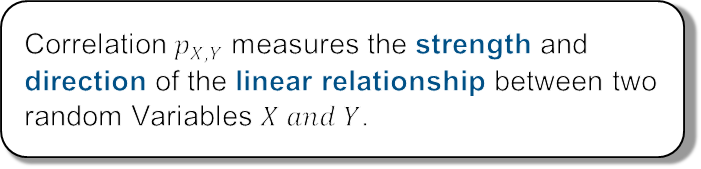 Correlation p_{X,Y} measures the strength and
direction of the linear relationship between two
random Variables X and Y.